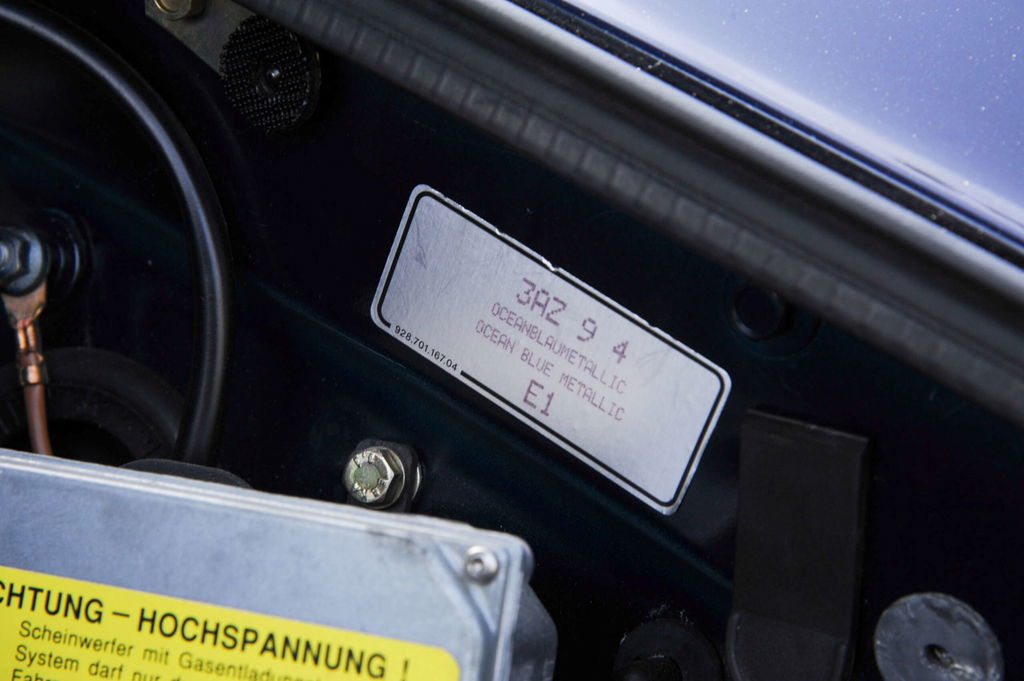 3AZ 9 4
OCEANBLAUMETALLIC
OCEAN BLUE METALLIC
E1
928.701.167.04
CHTUNG – HOCHSPANNUNG !
Scheinwerfer mit Gasentladungs
System darf nur